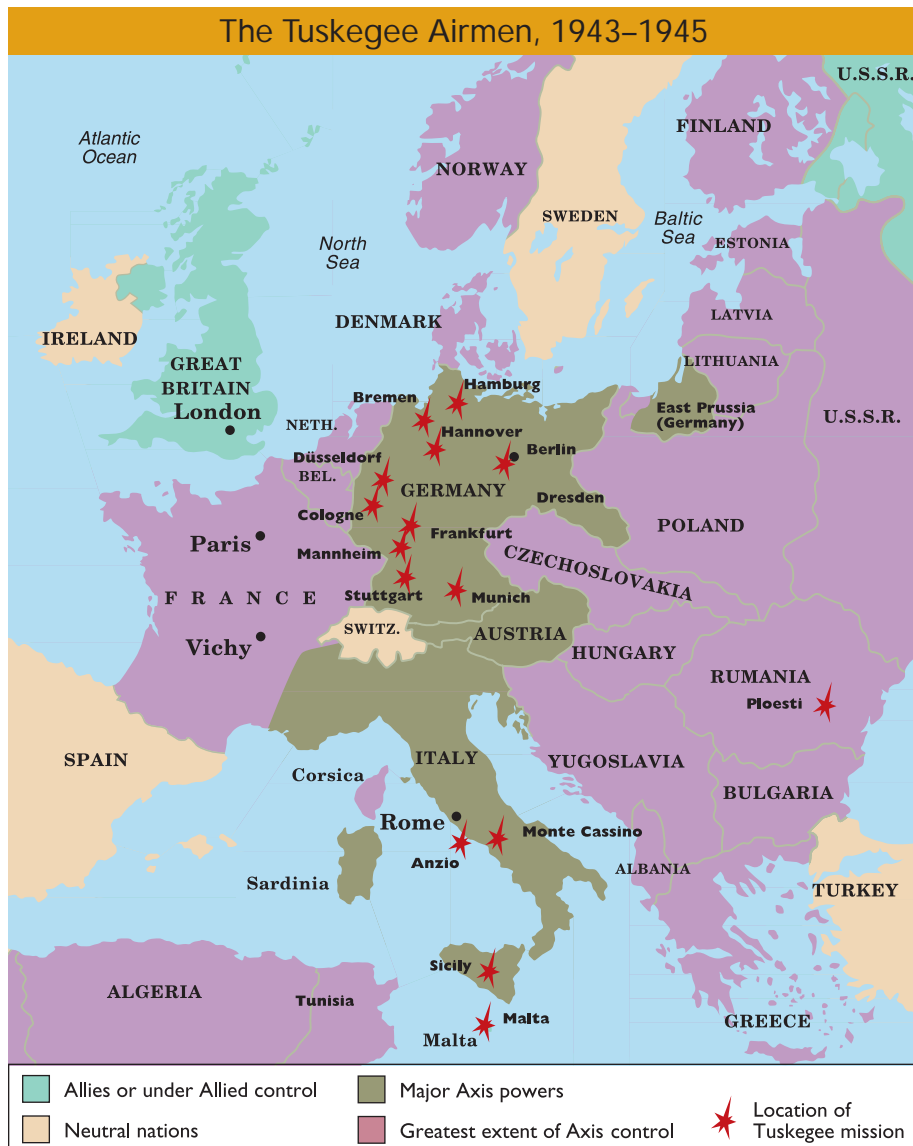 The Tuskegee Airmen, 1943–1945
U.S.S.R.
Atlantic
Ocean
FINLAND
NORWAY
SWEDEN
Baltic
Sea
North
Sea
ESTONIA
LATVIA
DENMARK
IRELAND
LITHUANIA
GREAT
BRITAIN
London
Hamburg
Bremen
East Prussia
(Germany)
U.S.S.R.
NETH.
Hannover
Berlin
Düsseldorf
BEL.
GERMANY
Dresden
Cologne
POLAND
Paris
Frankfurt
Mannheim
CZECHOSLOVAKIA
FRANCE
Stuttgart
Munich
SWITZ.
AUSTRIA
Vichy
HUNGARY
RUMANIA
Ploesti
SPAIN
ITALY
YUGOSLAVIA
Corsica
BULGARIA
Rome
Monte Cassino
Anzio
ALBANIA
Sardinia
TURKEY
Sicily
ALGERIA
Tunisia
Malta
Malta
GREECE
Allies or under Allied control
Major Axis powers
Neutral nations
Greatest extent of Axis control
Location of
Tuskegee mission